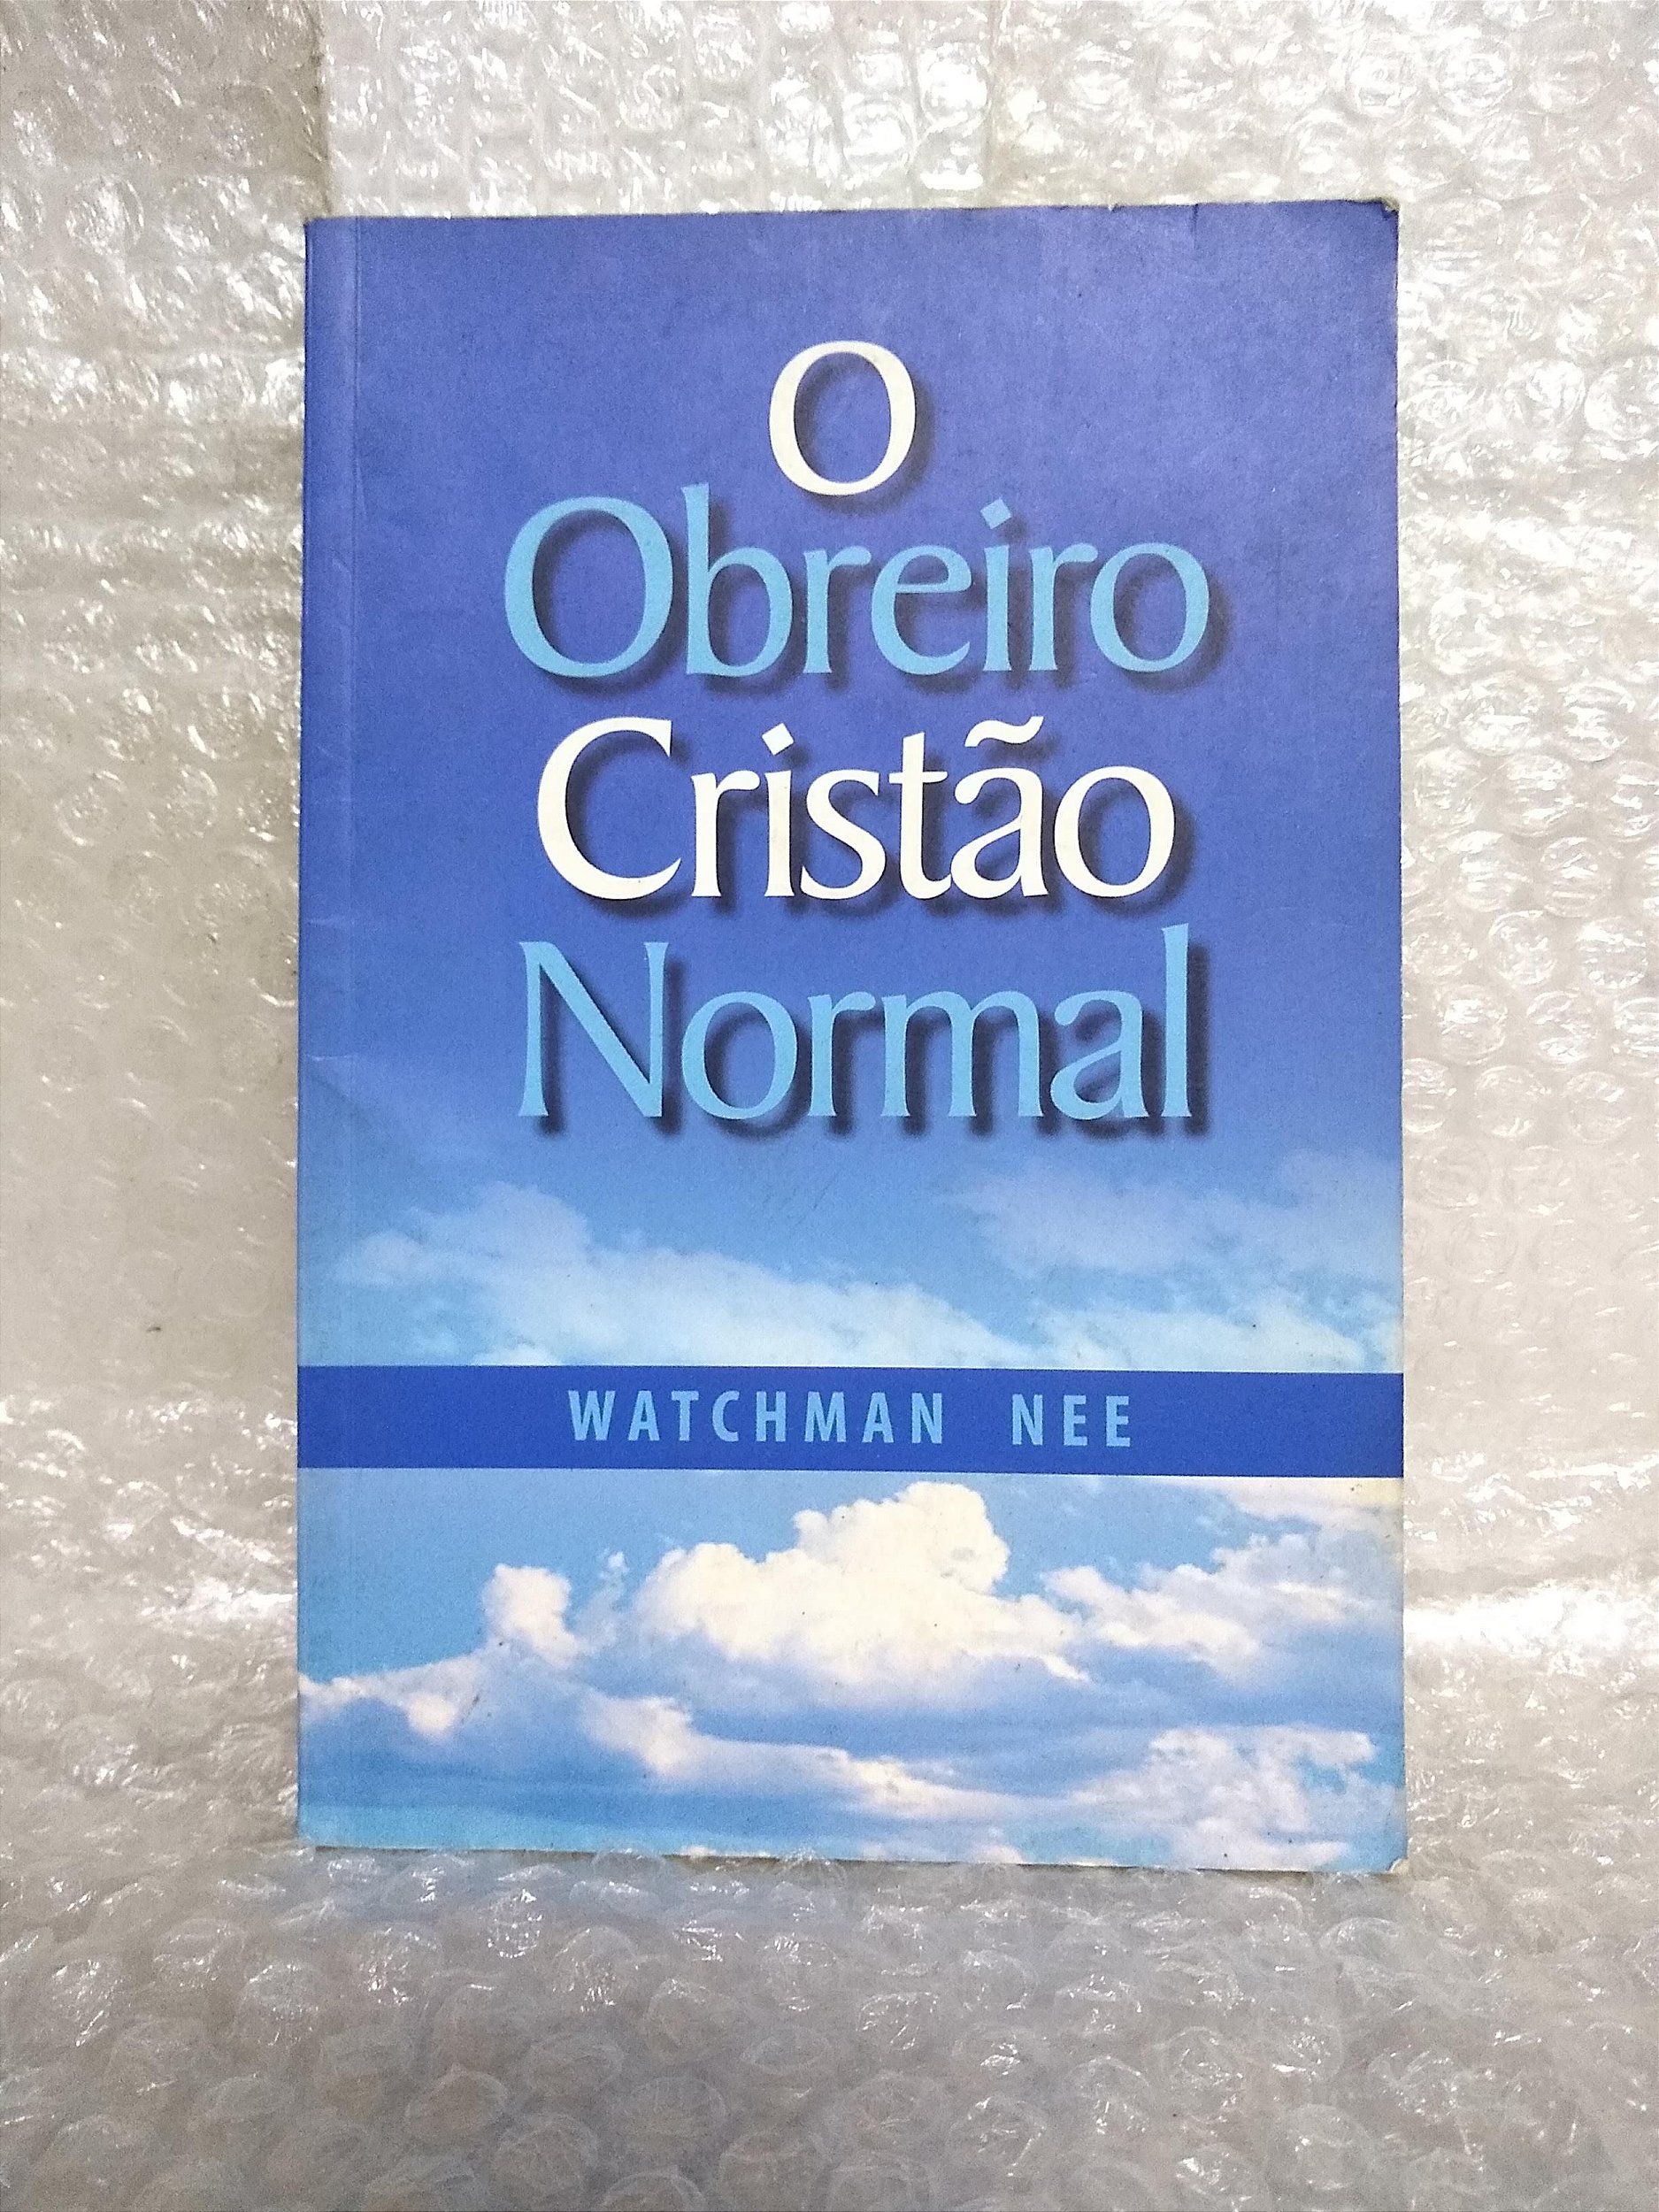 O
Obreiro
Cristão
Normal
WATCHMAN NEE